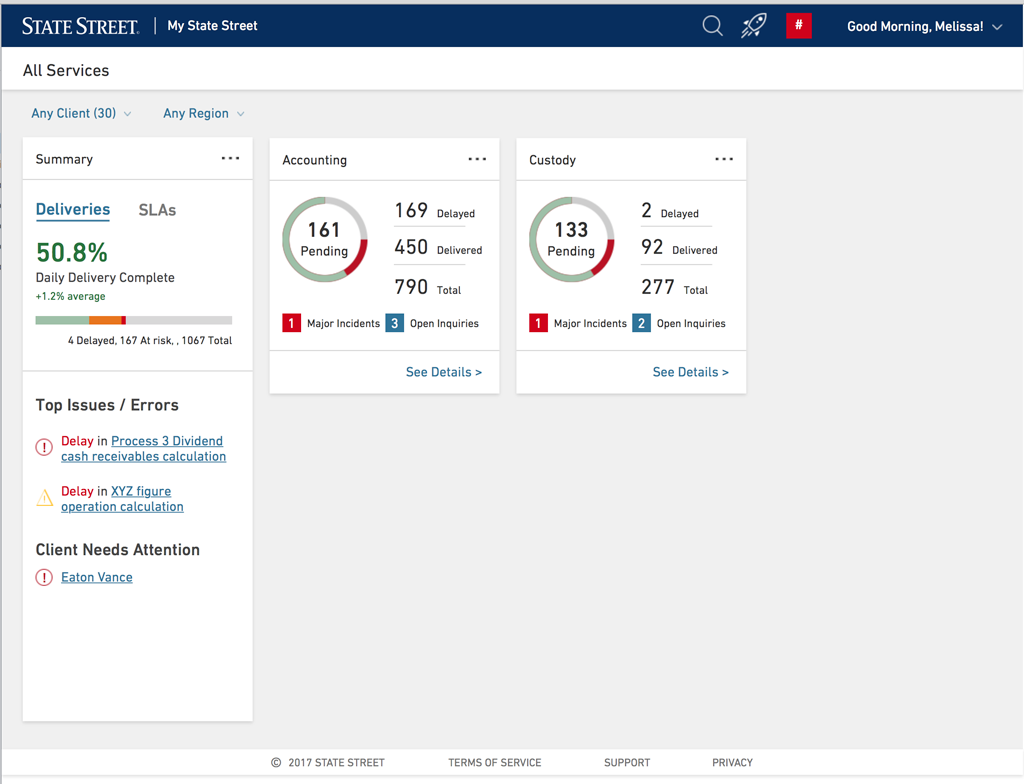 STATE STREET. My State Street # Good Morning, Melissa!
All Services
Any Client (30) Any Region
Summary
Deliveries SLAs
50.8%
Daily Delivery Complete
+1.2% average
4 Delayed, 167 At risk, , 1067 Total
Top Issues / Errors
! Delay in Process 3 Dividend
cash receivables calculation
! Delay in XYZ figure
operation calculation
Client Needs Attention
! Eaton Vance
Accounting
161
Pending
169 Delayed
450 Delivered
790 Total
1 Major Incidents 3 Open Inquiries
See Details >
Custody
133
Pending
2 Delayed
92 Delivered
277 Total
1 Major Incidents 2 Open Inquiries
See Details >
© 2017 STATE STREET TERMS OF SERVICE SUPPORT PRIVACY